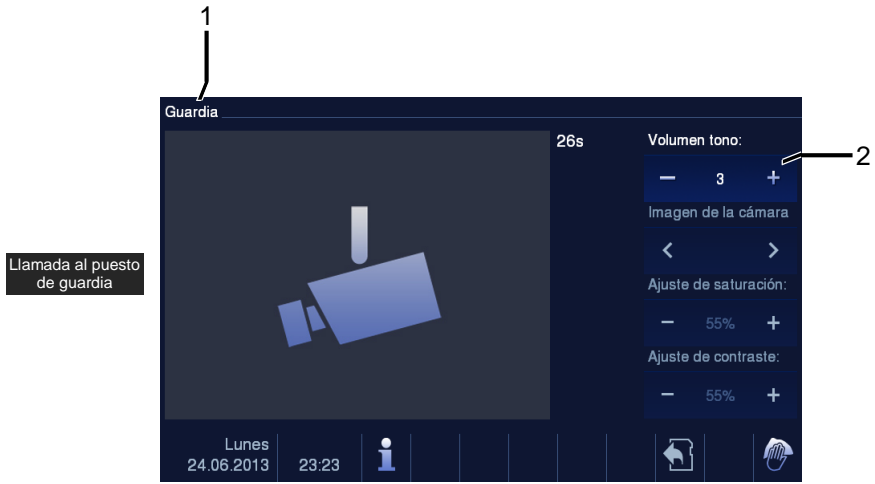 1
Guardia
26s
Volumen tono:
2
− 3 +
Imagen de la cámara
< >
Llamada al puesto
de guardia
Ajuste de saturación:
− 55% +
Ajuste de contraste:
− 55% +
Lunes
24.06.2013
23:23
i